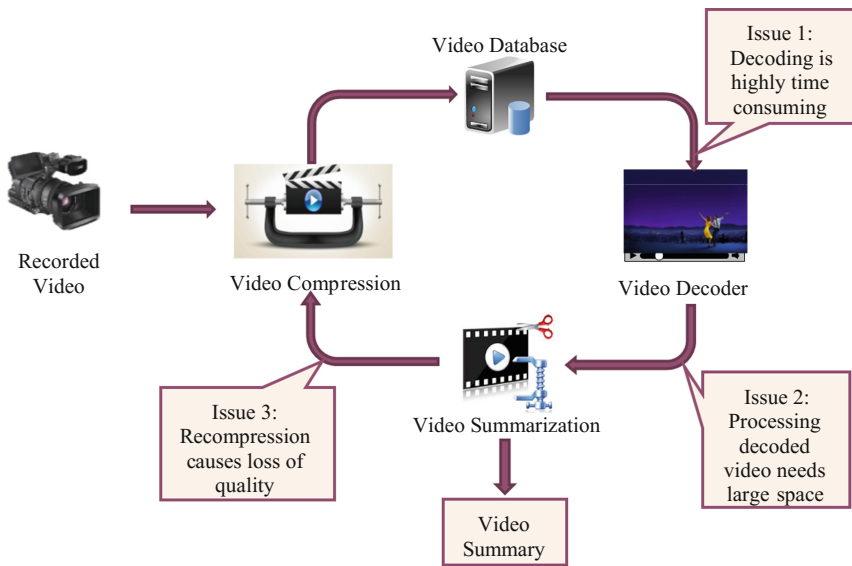 Video Database
Issue 1:
Decoding is
highly time
consuming
Recorded
Video
Video Compression
Video Decoder
Issue 3:
Recompression
causes loss of
quality
Video Summarization
Issue 2:
Processing
decoded
video needs
large space
Video
Summary